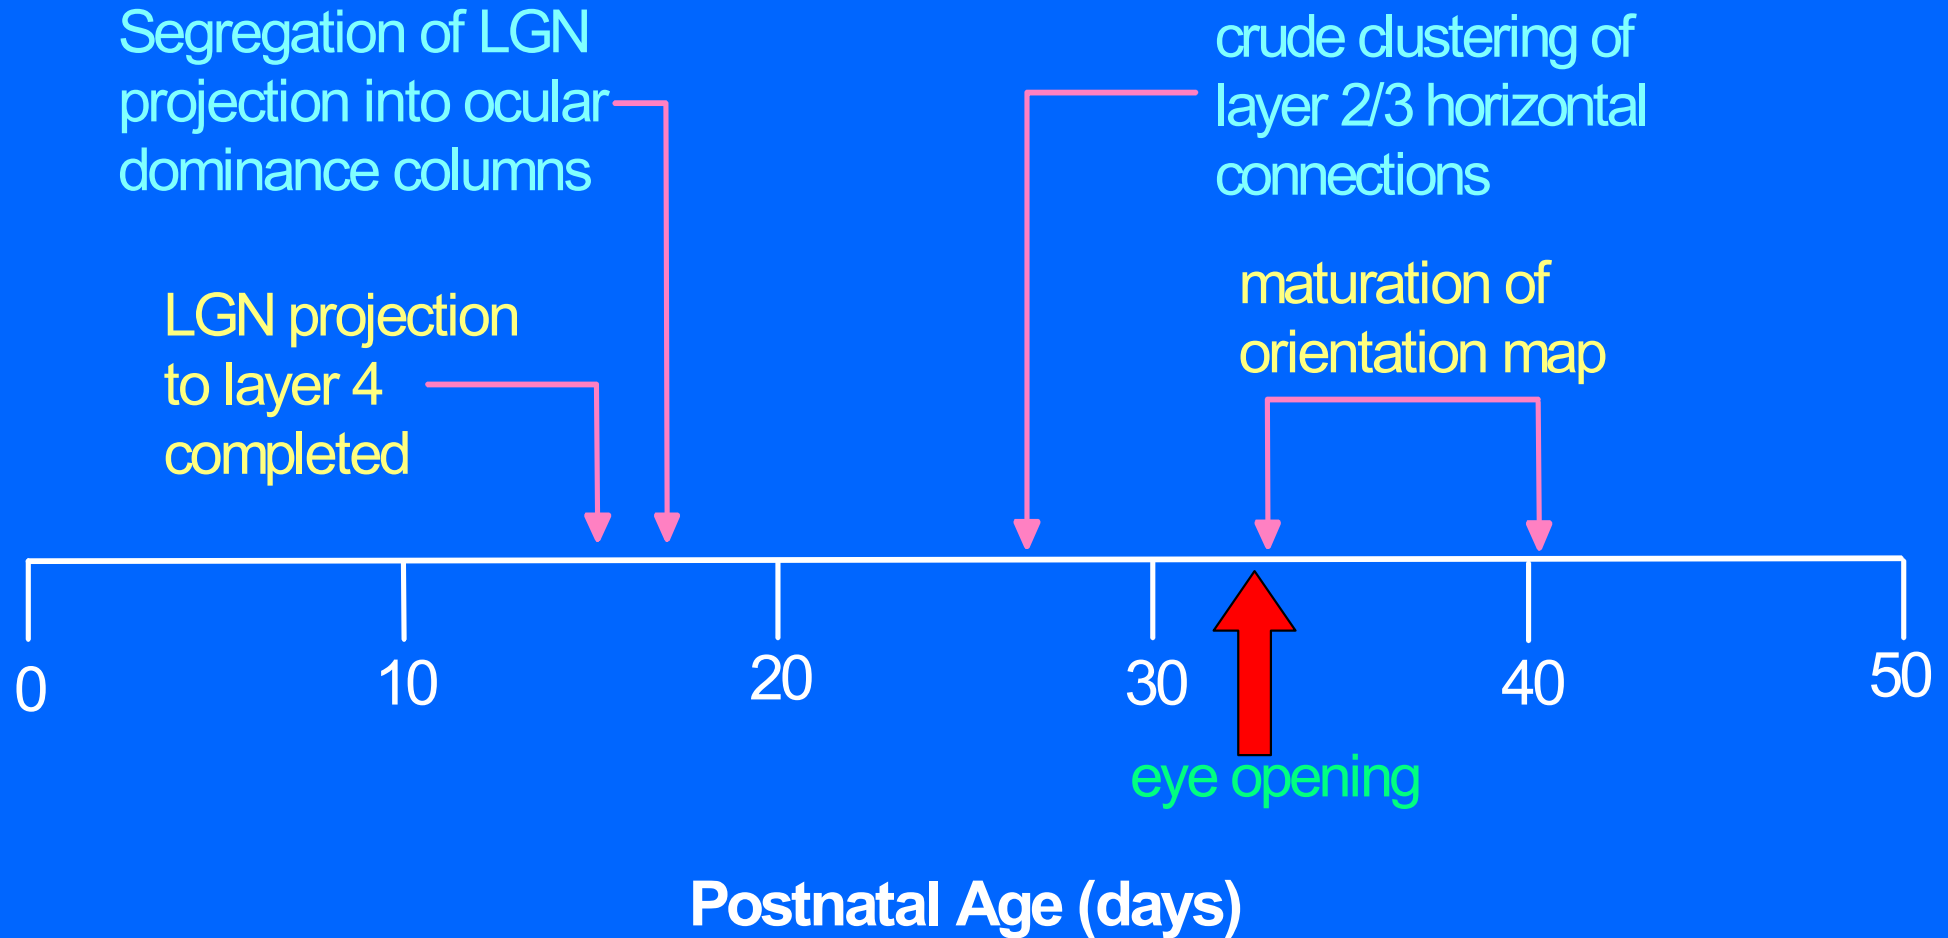 Segregation of LGN
projection into ocular
dominance columns
crude clustering of
layer 2/3 horizontal
connections
LGN projection
to layer 4
completed
maturation of
orientation map
0
10
20
30
40
50
eye opening
Postnatal Age (days)